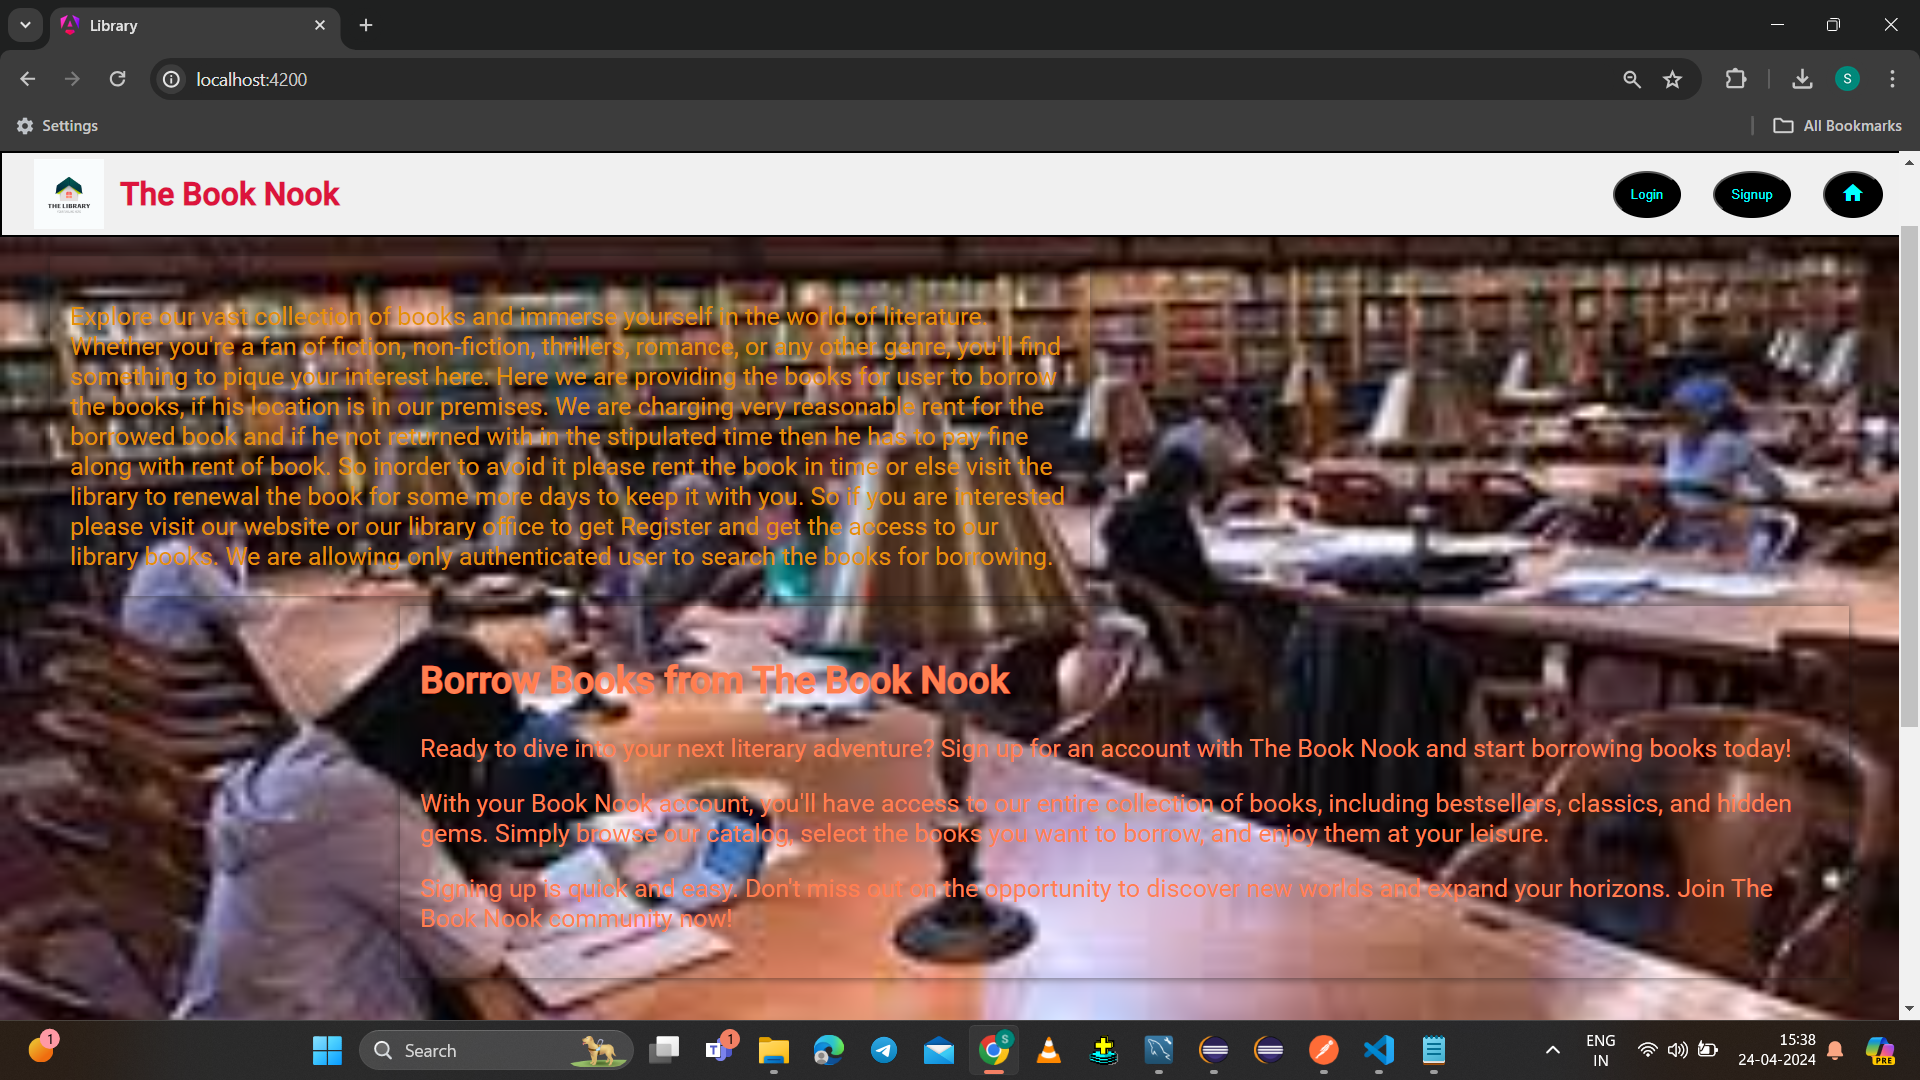 Library
localhost:4200
S
Settings
All Bookmarks
THE LIBRARY
The Book Nook
Login
Signup
Explore our vast collection of books and immerse yourself in the world of literature.
Whether you're a fan of fiction, non-fiction, thrillers, romance, or any other genre, you'll find
something to pique your interest here. Here we are providing the books for user to borrow
the books, if his location is in our premises. We are charging very reasonable rent for the
borrowed book and if he not returned with in the stipulated time then he has to pay fine
along with rent of book. So inorder to avoid it please rent the book in time or else visit the
library to renewal the book for some more days to keep it with you. So if you are interested
please visit our website or our library office to get Register and get the access to our
library books. We are allowing only authenticated user to search the books for borrowing.
Borrow Books from The Book Nook
Ready to dive into your next literary adventure? Sign up for an account with The Book Nook and start borrowing books today!
With your Book Nook account, you'll have access to our entire collection of books, including bestsellers, classics, and hidden
gems. Simply browse our catalog, select the books you want to borrow, and enjoy them at your leisure.
Signing up is quick and easy. Don't miss out on the opportunity to discover new worlds and expand your horizons. Join The
Book Nook community now!
1
Search
1
S
ENG
IN
15:38
24-04-2024
PRE